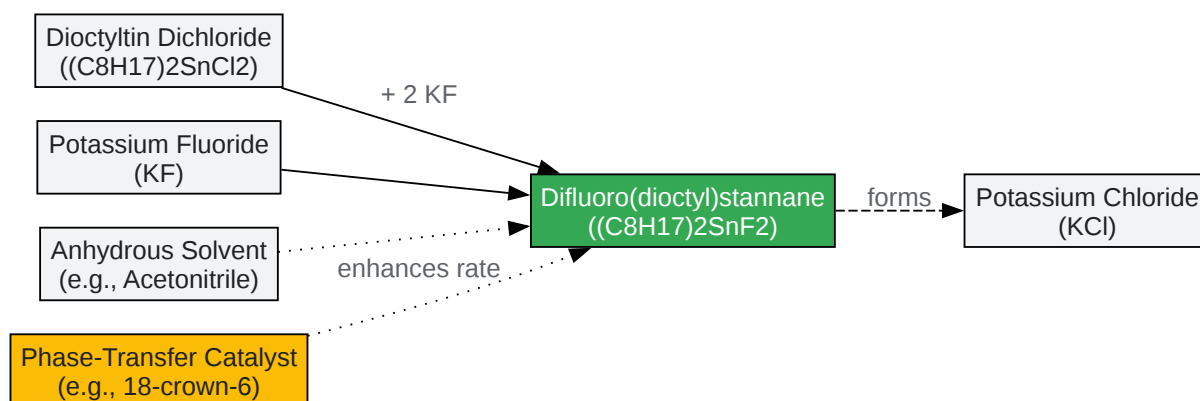 Dioctyltin Dichloride
((C8H17)2SnCl2)
+ 2 KF
Potassium Fluoride
(KF)
Difluoro(dioctyl)stannane
((C8H17)2SnF2)
forms
Potassium Chloride
(KCl)
Anhydrous Solvent
(e.g., Acetonitrile)
enhances rate
Phase-Transfer Catalyst
(e.g., 18-crown-6)